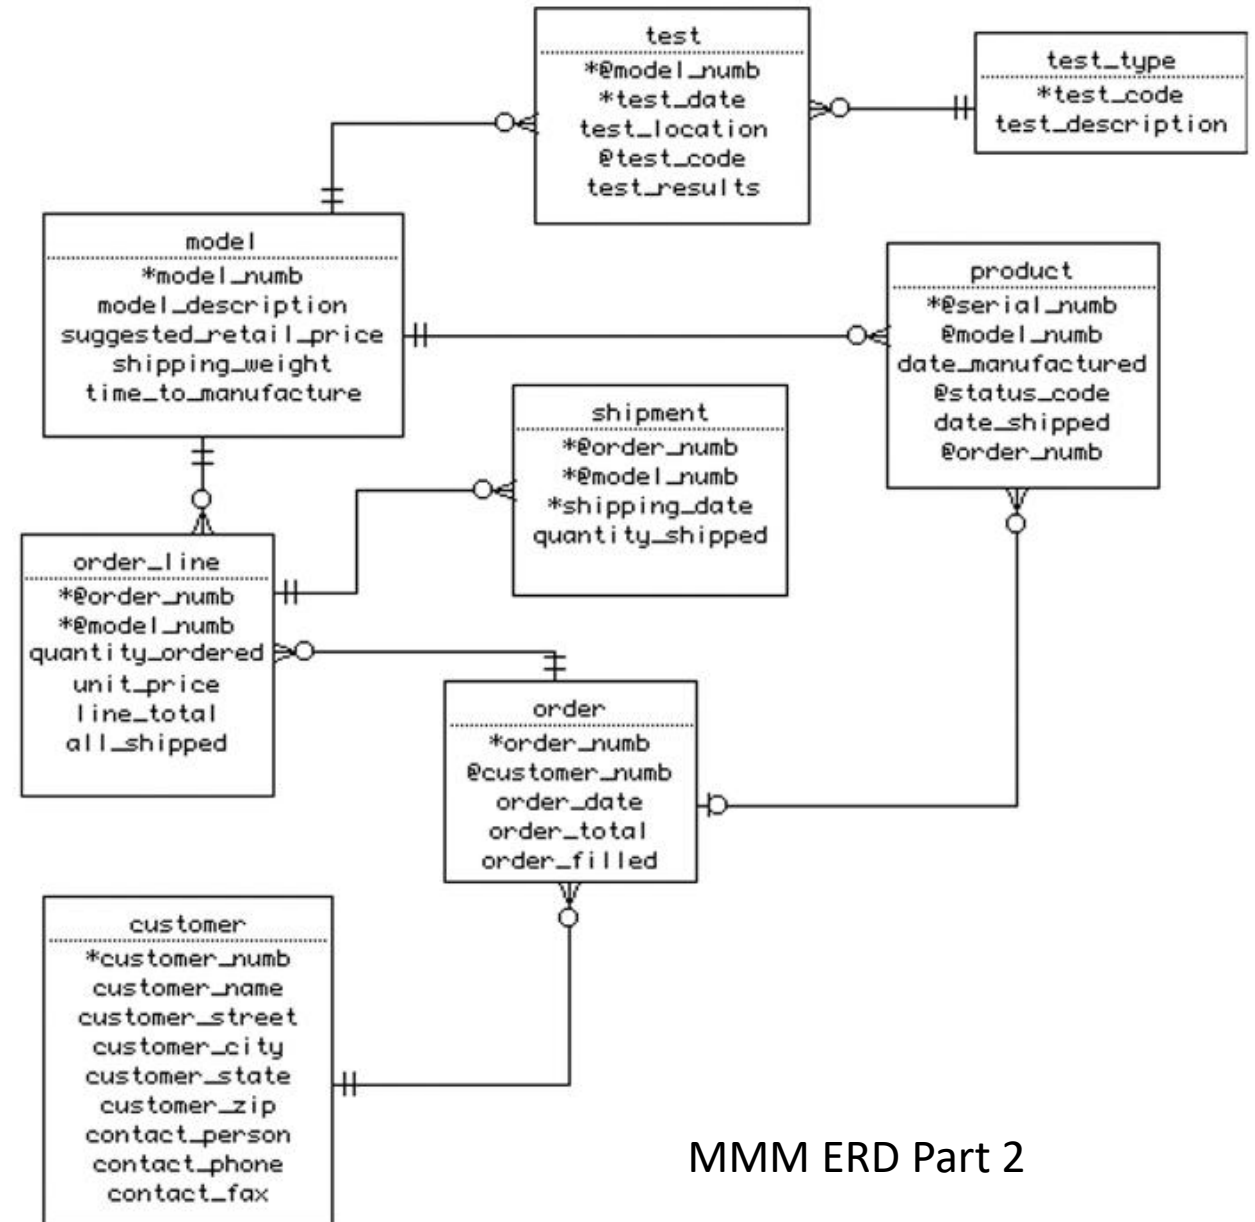 test
*@model_numb
*test_date
test_location
@test_code
test_results
test_type
*test_code
test_description
model
*model_numb
model_description
suggested_retail_price
shipping_weight
time_to_manufacture
product
*@serial_numb
@model_numb
date_manufactured
@status_code
date_shipped
@order_numb
shipment
*@order_numb
*@model_numb
*shipping_date
quantity_shipped
order_line
*@order_numb
*@model_numb
quantity_ordered
unit_price
line_total
all_shipped
order
*order_numb
@customer_numb
order_date
order_total
order_filled
customer
*customer_numb
customer_name
customer_street
customer_city
customer_state
customer_zip
contact_person
contact_phone
contact_fax
MMM ERD Part 2